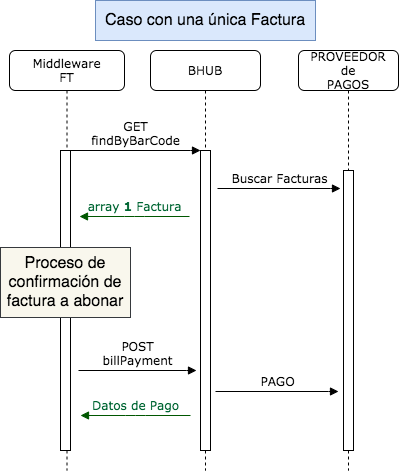 Caso con una única Factura
Middleware
FT
BHUB
PROVEEDOR
de
PAGOS
GET
findByBarCode
Buscar Facturas
array 1 Factura
Proceso de
confirmación de
factura a abonar
POST
billPayment
PAGO
Datos de Pago